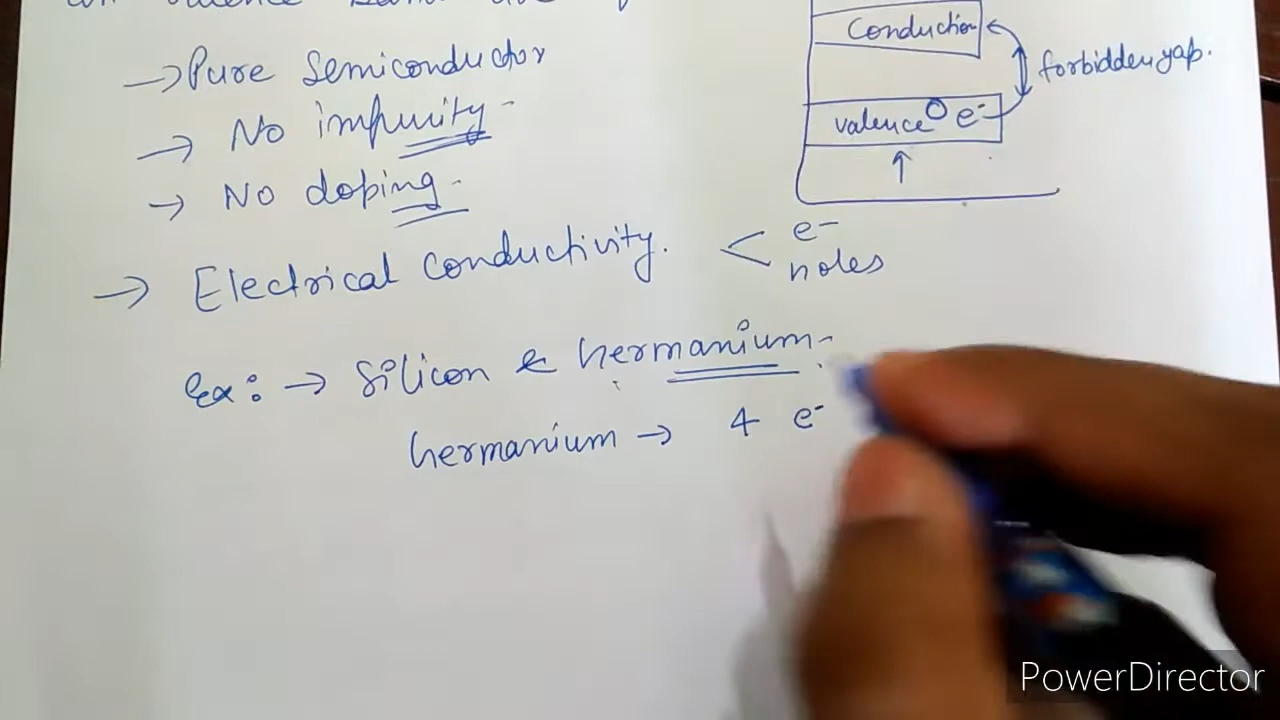 valence
Conduction
forbidden gap.
valence e-
→ Pure Semiconductor
→ No impurity-
→ No doping-
→ Electrical Conductivity. < e-
holes
Ex: → Silicon & Germanium-
Germanium → 4 e-
PowerDirector